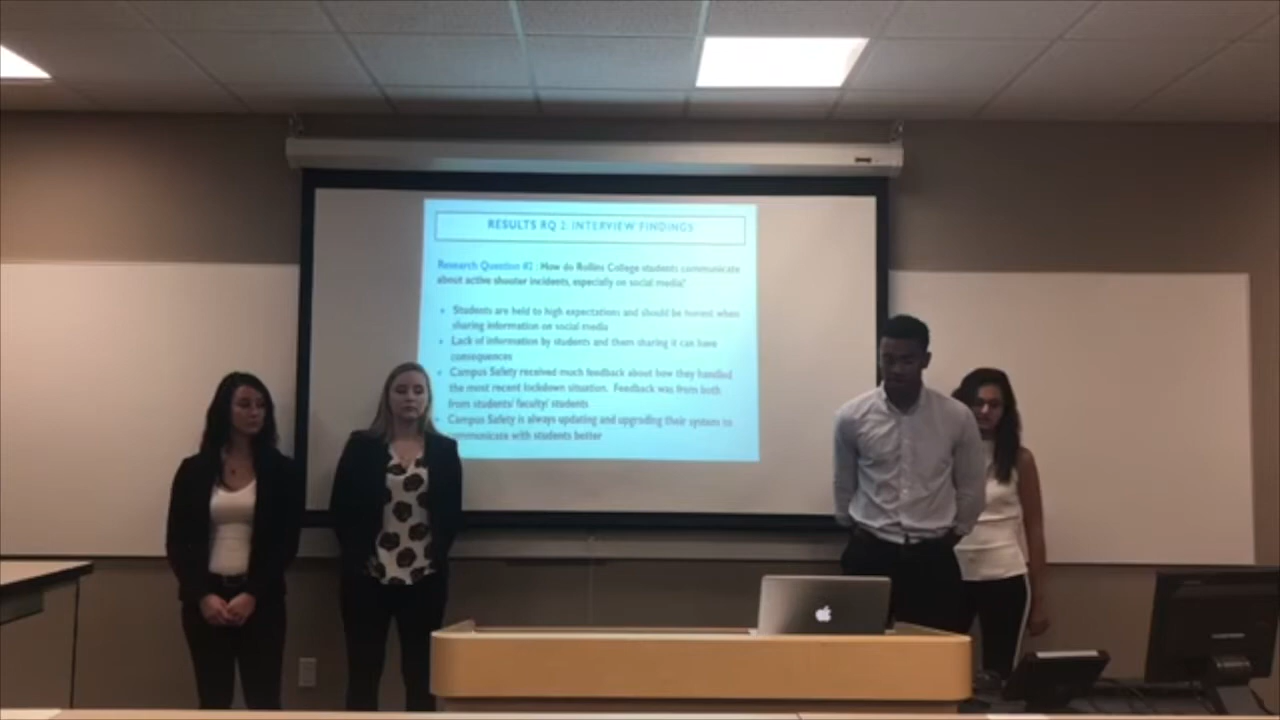 RESULTS RQ 2: INTERVIEW FINDINGS
Research Question #2: How do Rollins College students communicate
about active shooter incidents, especially on social media?
Students are held to high expectations and should be honest when
sharing information on social media
Lack of information by students and them sharing it can have
consequences
Campus Safety received much feedback about how they handled
the most recent lockdown situation. Feedback was from both
from students/ faculty/ students
Campus Safety is always updating and upgrading their system to
communicate with students better